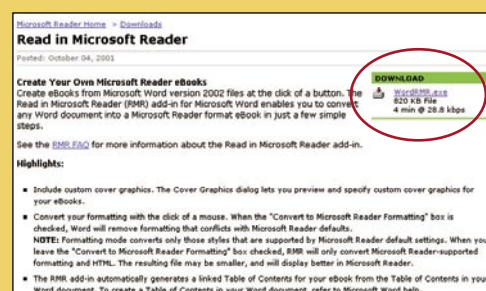 Microsoft Reader Home > Downloads
Read in Microsoft Reader
Posted: October 04, 2001
Create Your Own Microsoft Reader eBooks
Create eBooks from Microsoft Word version 2002 files at the click of a button. The
Read in Microsoft Reader (RMR) add-in for Microsoft Word enables you to convert
any Word document into a Microsoft Reader format eBook in just a few simple
steps.
DOWNLOAD
WordRMR.exe
820 KB File
4 min @ 28.8 kbps
See the RMR FAQ for more information about the Read in Microsoft Reader add-in.
Highlights:
Include custom cover graphics. The Cover Graphics dialog lets you preview and specify custom cover graphics for
your eBooks.
Convert your formatting with the click of a mouse. When the "Convert to Microsoft Reader Formatting" box is
checked, Word will remove formatting that conflicts with Microsoft Reader defaults.
NOTE: Formatting mode converts only those styles that are supported by Microsoft Reader default settings. When you
leave the "Convert to Microsoft Reader Formatting" box checked, RMR will only convert Microsoft Reader-supported
formatting and HTML. The resulting file may be smaller, and will display better in Microsoft Reader.
The RMR add-in automatically generates a linked Table of Contents for your eBook from the Table of Contents in your
Word document. To create a Table of Contents in your Word document, refer to Microsoft Word help.